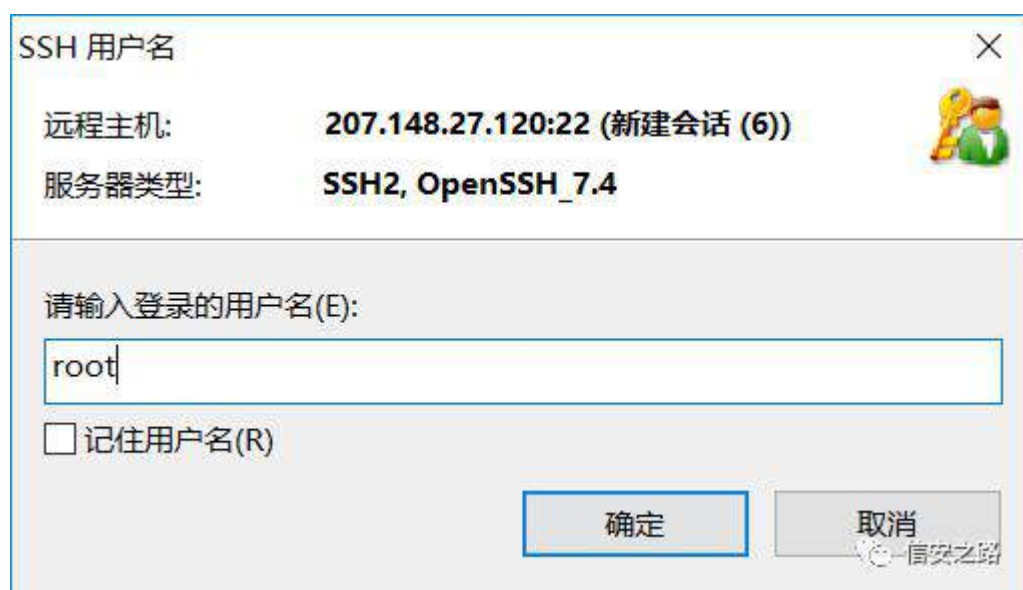 SSH 用户名
远程主机: 207.148.27.120:22 (新建会话 (6))
服务器类型: SSH2, OpenSSH_7.4
请输入登录的用户名(E):
root
记住用户名(R)
确定 取消
信安之路